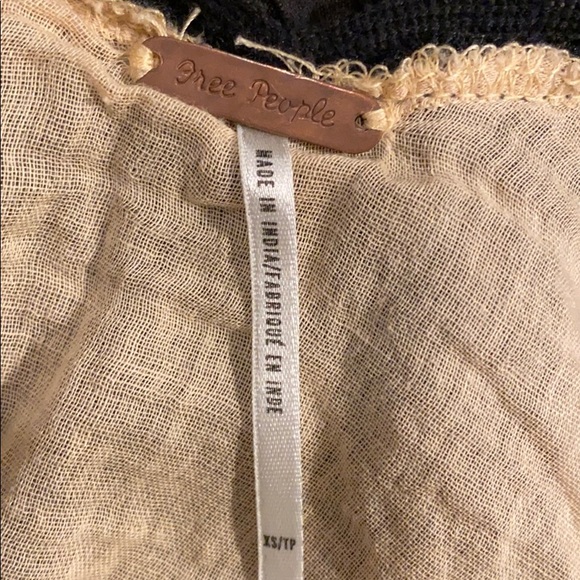 Free People
MADE IN INDIA/FABRIQUÉ EN INDE
XS/TP